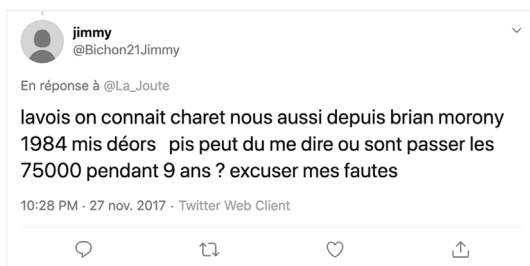 jimmy
@Bichon21Jimmy
En réponse à @La_Joute
lavois on connait charet nous aussi depuis brian morony
1984 mis déors pis peut du me dire ou sont passer les
75000 pendant 9 ans ? excuser mes fautes
10:28 PM · 27 nov. 2017 · Twitter Web Client